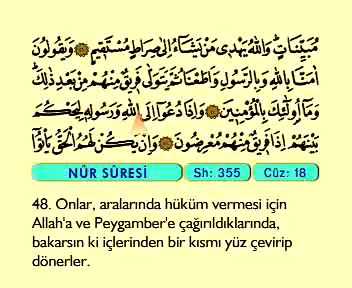 مُبَيِّنَاتٍ وَاللّٰهُ يَهْدٖى مَنْ يَشَٓاءُ اِلٰى صِرَاطٍ مُسْتَقٖيمٍ وَيَقُولُونَ
اٰمَنَّا بِاللّٰهِ وَبِالرَّسُولِ وَاَطَعْنَا ثُمَّ يَتَوَلّٰى فَرٖيقٌ مِنْهُمْ مِنْ بَعْدِ ذٰلِكَ
وَمَٓا اُولٰٓئِكَ بِالْمُؤْمِنٖينَ وَاِذَا دُعُٓوا اِلَى اللّٰهِ وَرَسُولِهٖ لِيَحْكُمَ
بَيْنَهُمْ اِذَا فَرٖيقٌ مِنْهُمْ مُعْرِضُونَ وَاِنْ يَكُنْ لَهُمُ الْحَقُّ يَأْتُٓوا
NÛR SÛRESİ Sh: 355 Cüz: 18
48. Onlar, aralarında hüküm vermesi için
Allah'a ve Peygamber'e çağırıldıklarında,
bakarsın ki içlerinden bir kısmı yüz çevirip
dönerler.